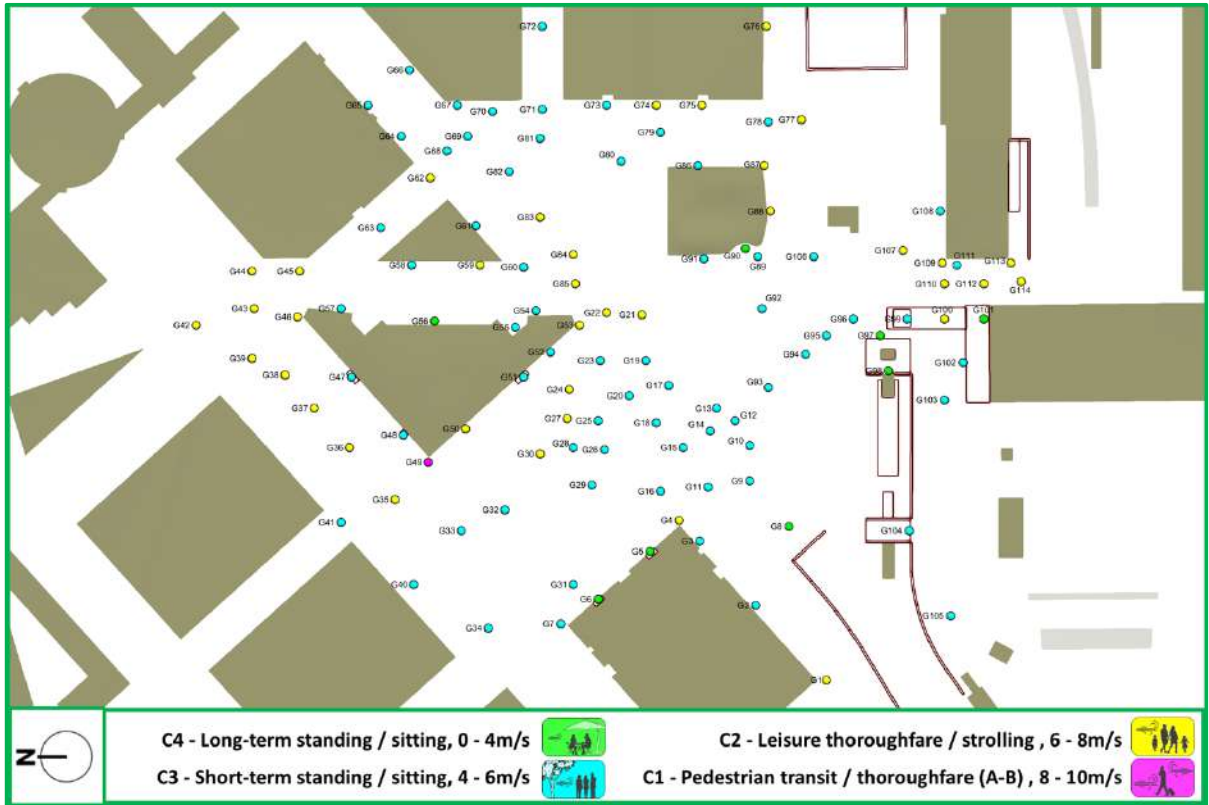 G72
G76
G66
G65
G67
G70
G71
G73
G74
G75
G78
G77
G64
G69
G81
G79
G68
G80
G82
G86
G87
G62
G83
G88
G108
G63
G61
G90
G107
G84
G91
G89
G106
G58
G59
G60
G109
G111
G113
G44
G45
G85
G110
G112
G114
G43
G57
G54
G22
G21
G92
G46
G56
G96
G99
G100
G101
G42
G55
G53
G95
G97
G39
G52
G23
G19
G94
G102
G38
G47
G51
G98
G24
G17
G93
G20
G103
G37
G13
G27
G25
G18
G12
G50
G14
G48
G36
G28
G26
G15
G10
G30
G49
G29
G16
G11
G9
G35
G32
G41
G33
G4
G8
G104
G3
G5
G40
G31
G6
G2
G105
G7
G34
G1
N
C4 - Long-term standing / sitting, 0 - 4m/s
C2 - Leisure thoroughfare / strolling , 6 - 8m/s
C3 - Short-term standing / sitting, 4 - 6m/s
C1 - Pedestrian transit / thoroughfare (A-B) , 8 - 10m/s